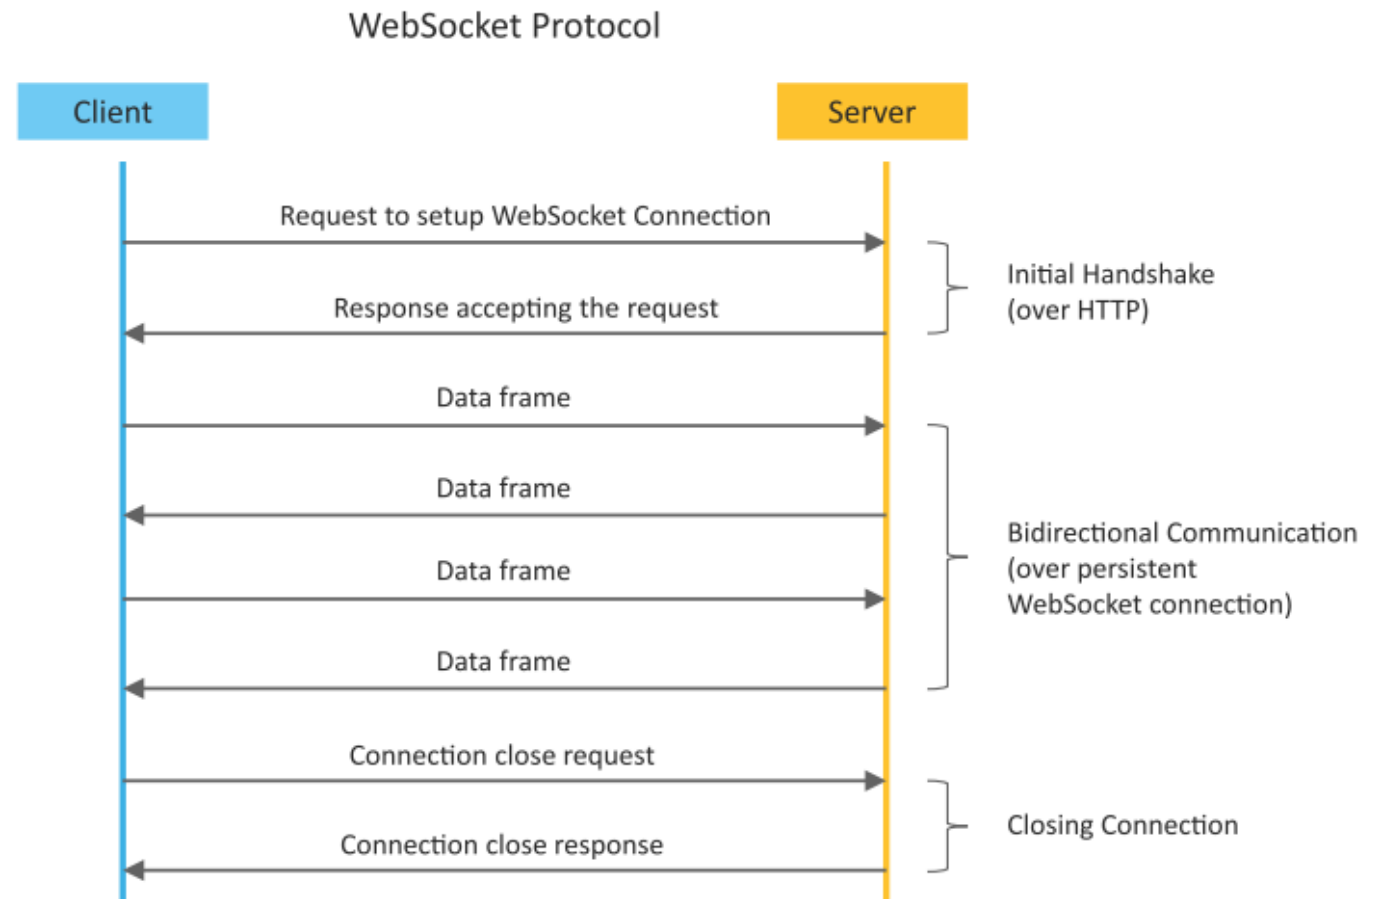 WebSocket Protocol
Client
Server
Request to setup WebSocket Connection
Response accepting the request
Initial Handshake
(over HTTP)
Data frame
Data frame
Data frame
Data frame
Bidirectional Communication
(over persistent
WebSocket connection)
Connection close request
Connection close response
Closing Connection